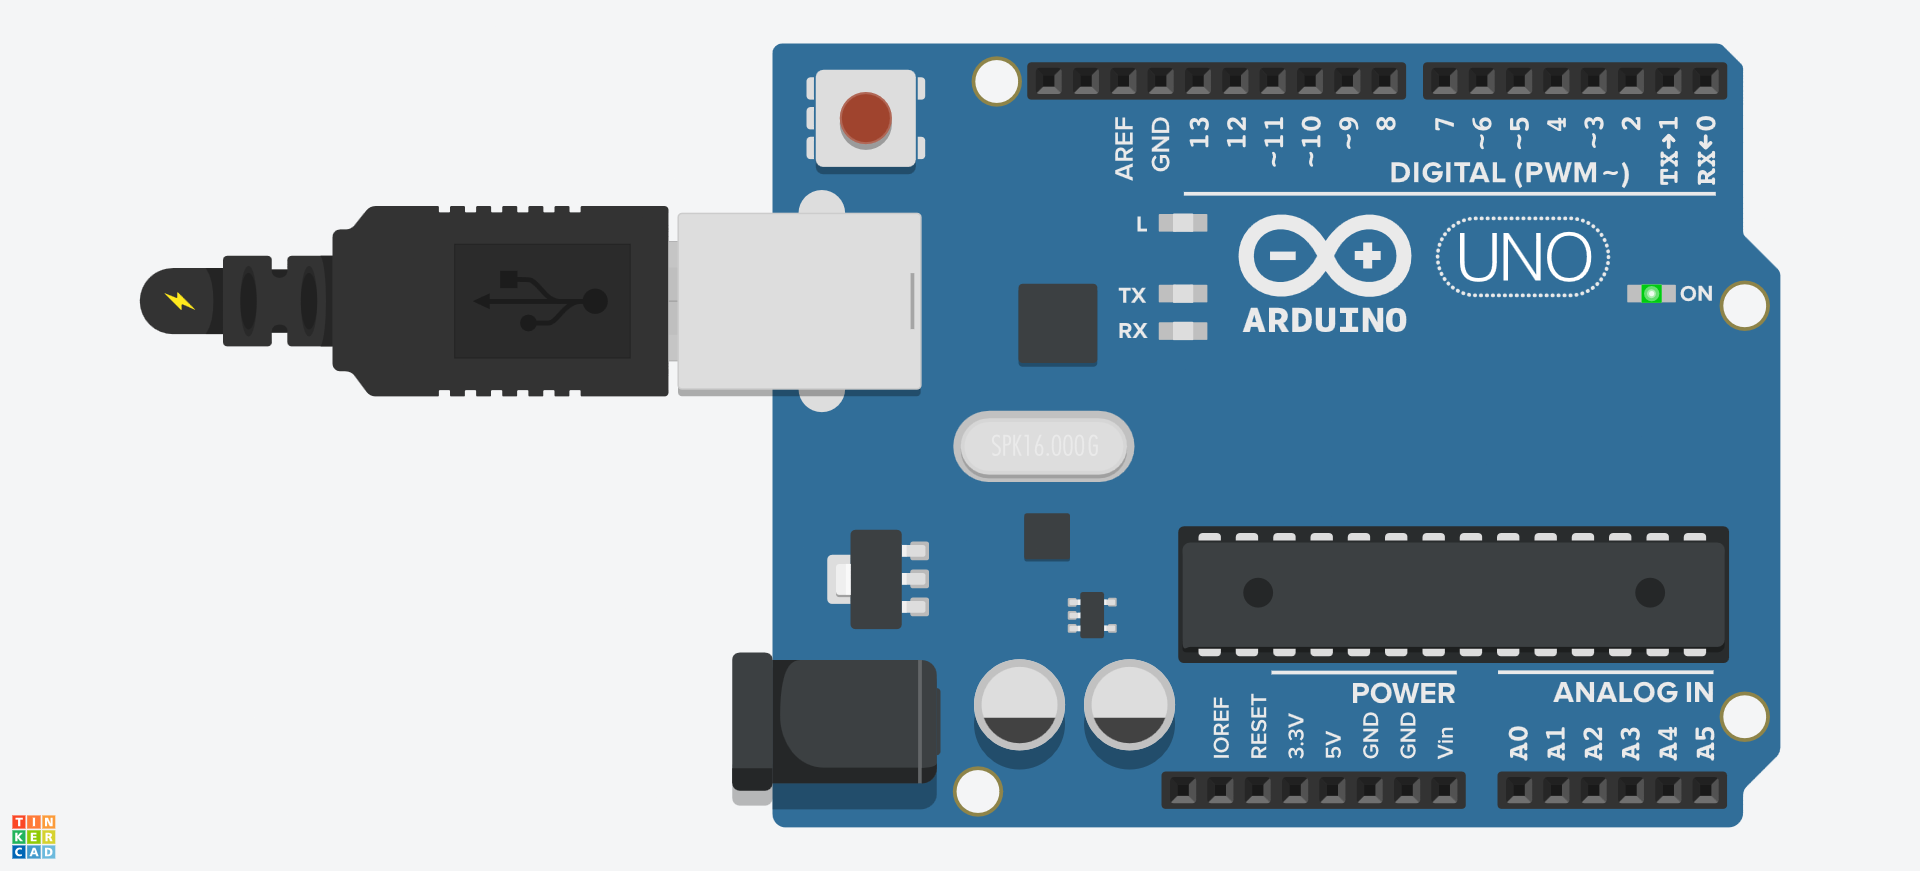 AREF
GND
13
12
~11
~10
~9
8
7
~6
~5
4
~3
2
TX→1
RX←0
DIGITAL (PWM~)
L
TX
RX
UNO
ON
ARDUINO
SPK16.000G
POWER
ANALOG IN
IOREF
RESET
3.3V
5V
GND
GND
Vin
A0
A1
A2
A3
A4
A5
TIN
KER
CAD